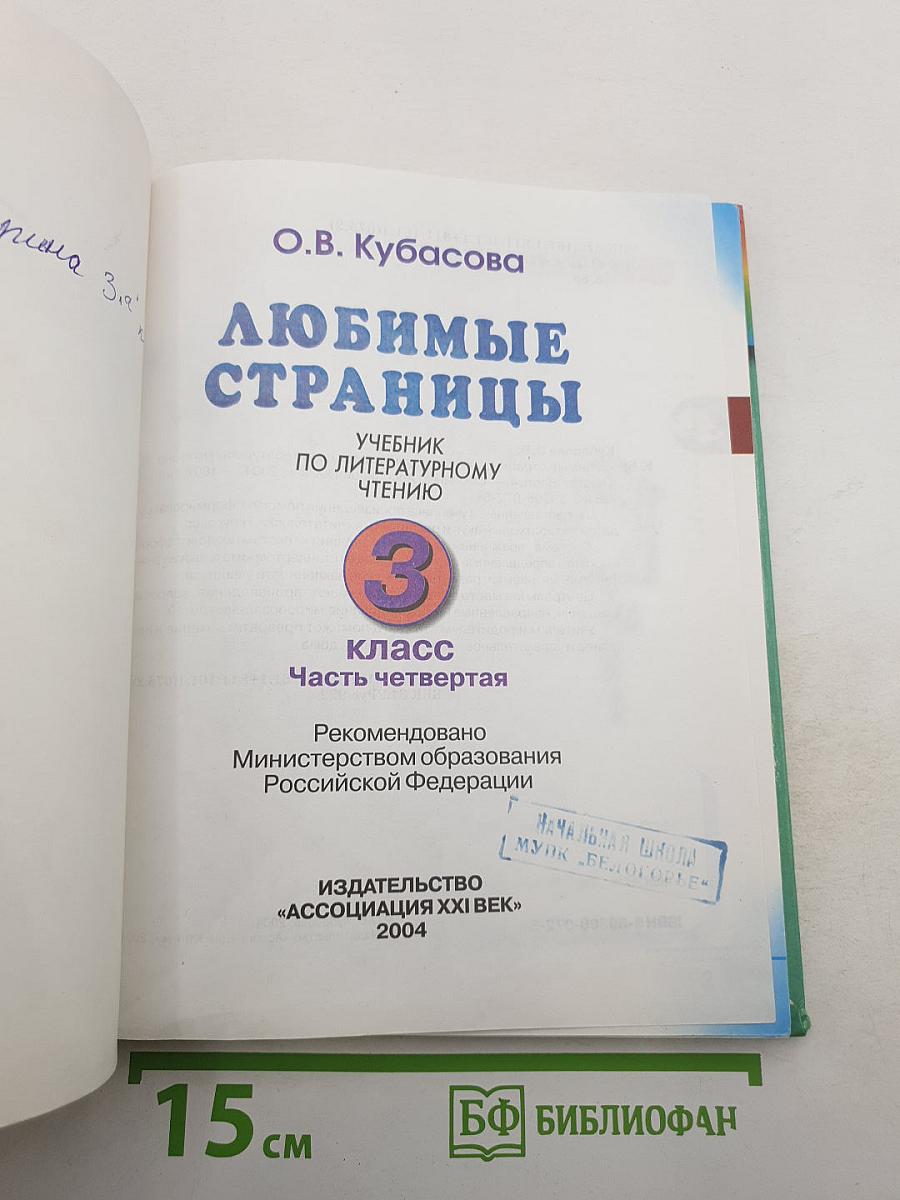 О.В. Кубасова
ЛЮБИМЫЕ
СТРАНИЦЫ
УЧЕБНИК
ПО ЛИТЕРАТУРНОМУ
ЧТЕНИЮ
3
класс
Часть четвертая
Рекомендовано
Министерством образования
Российской Федерации
НАЧАЛЬНАЯ ШКОЛА
МУПК „БЕЛОГОРЬЕ“
ИЗДАТЕЛЬСТВО
«АССОЦИАЦИЯ XXI ВЕК»
2004
15 см
БФ БИБЛИОФАН